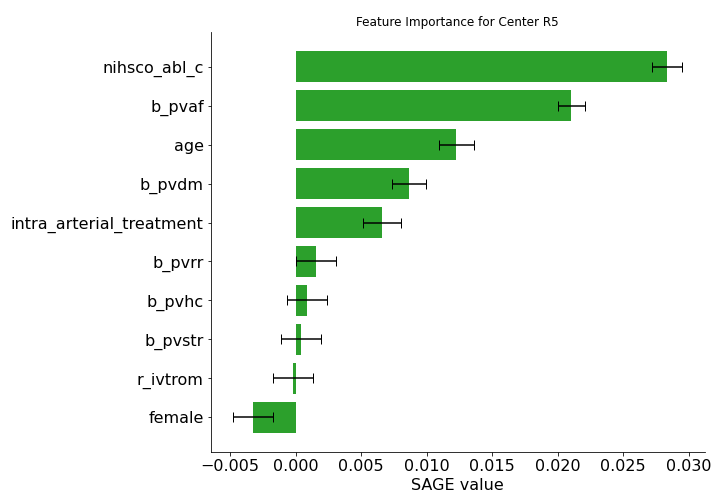 Feature Importance for Center R5
nihsco_abl_c
b_pvaf
age
b_pvdm
intra_arterial_treatment
b_pvrr
b_pvhc
b_pvstr
r_ivtrom
female
−0.005 0.000 0.005 0.010 0.015 0.020 0.025 0.030
SAGE value